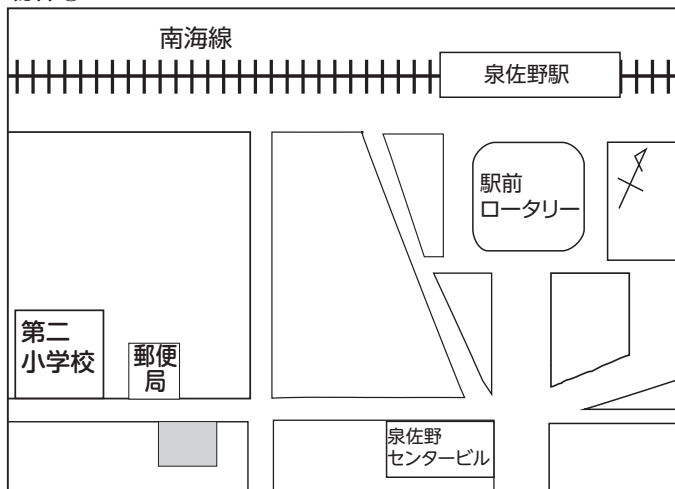 南海線
泉佐野駅
駅前
ロータリー
第二
小学校
郵便
局
泉佐野
センタービル